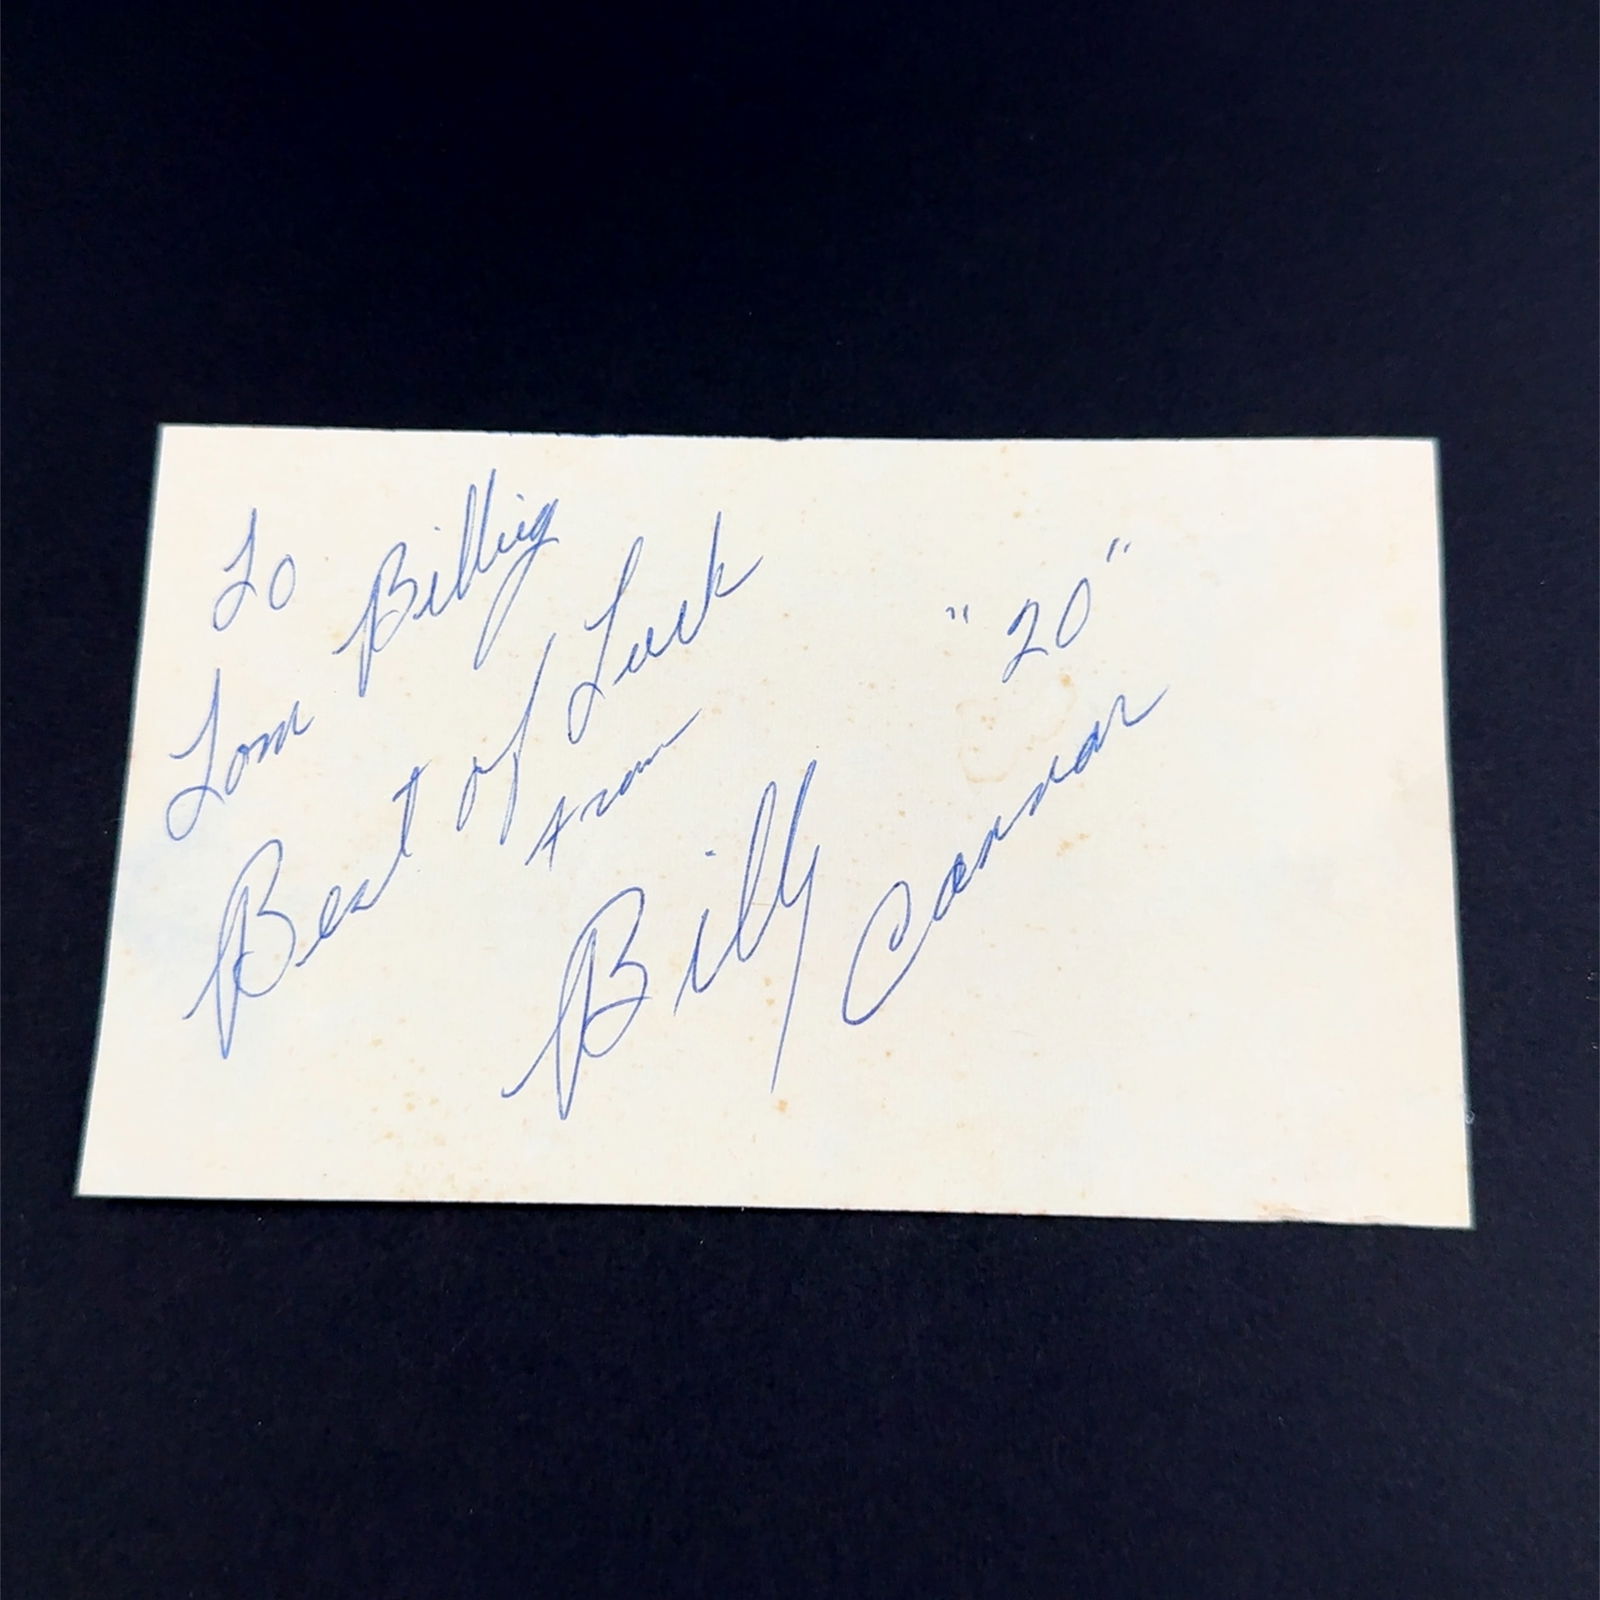 To
Tom Billig
Best of Luck
from
Billy Cannon
"20"